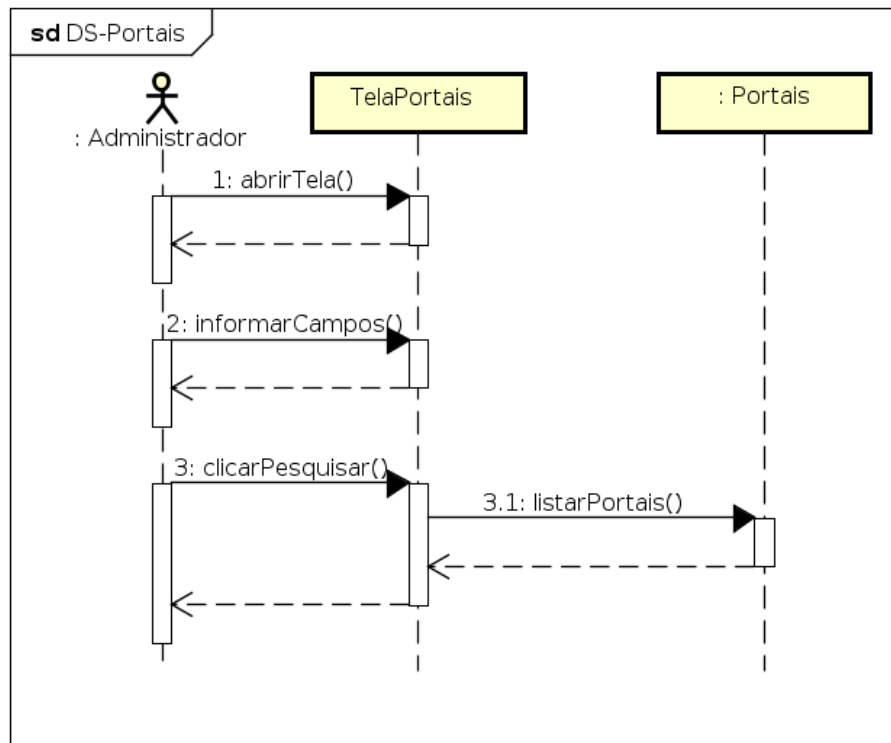 sd DS-Portais
TelaPortais
: Portais
: Administrador
1: abrirTela()
2: informarCampos()
3: clicarPesquisar()
3.1: listarPortais()